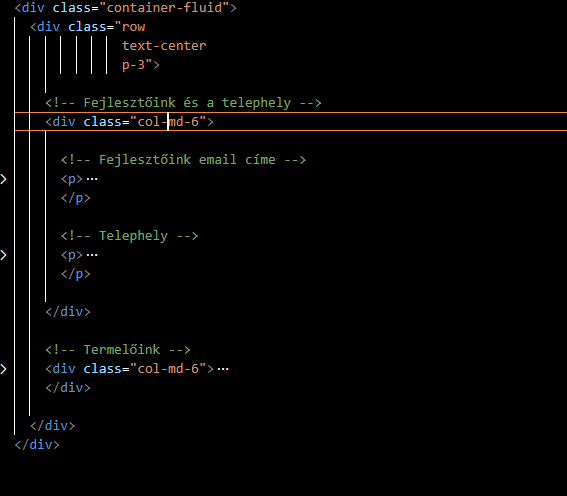 <div class="container-fluid">
<div class="row
text-center
p-3">
<!-- Fejlesztőink és a telephely -->
<div class="col-md-6">
<!-- Fejlesztőink email címe -->
<p>···
</p>
<!-- Telephely -->
<p>···
</p>
</div>
<!-- Termelőink -->
<div class="col-md-6">···
</div>
</div>
</div>